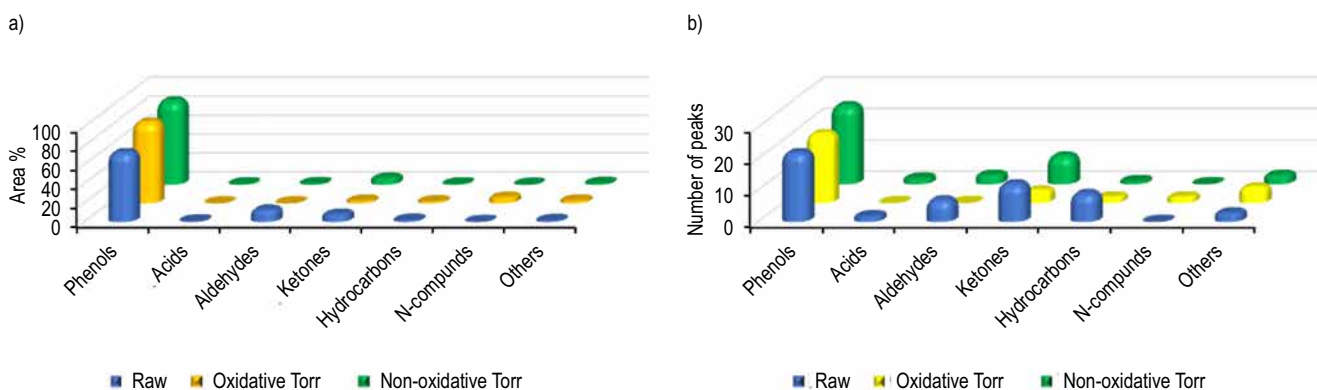 a)
Area %
100
80
60
40
20
0
Phenols
Acids
Aldehydes
Ketones
Hydrocarbons
N-compunds
Others
Raw Oxidative Torr Non-oxidative Torr
b)
Number of peaks
30
20
10
0
Phenols
Acids
Aldehydes
Ketones
Hydrocarbons
N-compunds
Others
Raw Oxidative Torr Non-oxidative Torr